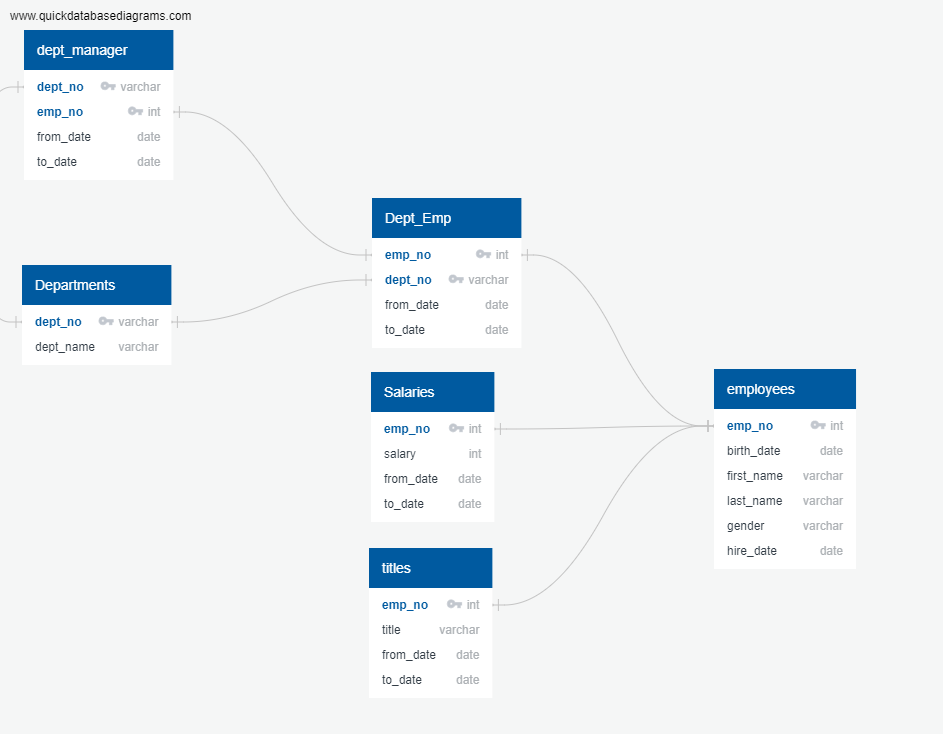 www.quickdatabasediagrams.com
dept_manager
dept_no varchar
emp_no int
from_date date
to_date date
Departments
dept_no varchar
dept_name varchar
Dept_Emp
emp_no int
dept_no varchar
from_date date
to_date date
Salaries
emp_no int
salary int
from_date date
to_date date
titles
emp_no int
title varchar
from_date date
to_date date
employees
emp_no int
birth_date date
first_name varchar
last_name varchar
gender varchar
hire_date date